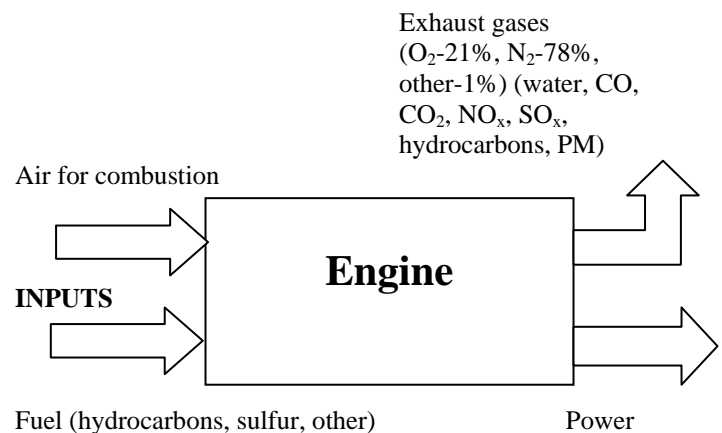 Exhaust gases
(O₂-21%, N₂-78%,
other-1%) (water, CO,
CO₂, NOₓ, SOₓ,
hydrocarbons, PM)
Air for combustion
Engine
INPUTS
Fuel (hydrocarbons, sulfur, other)
Power